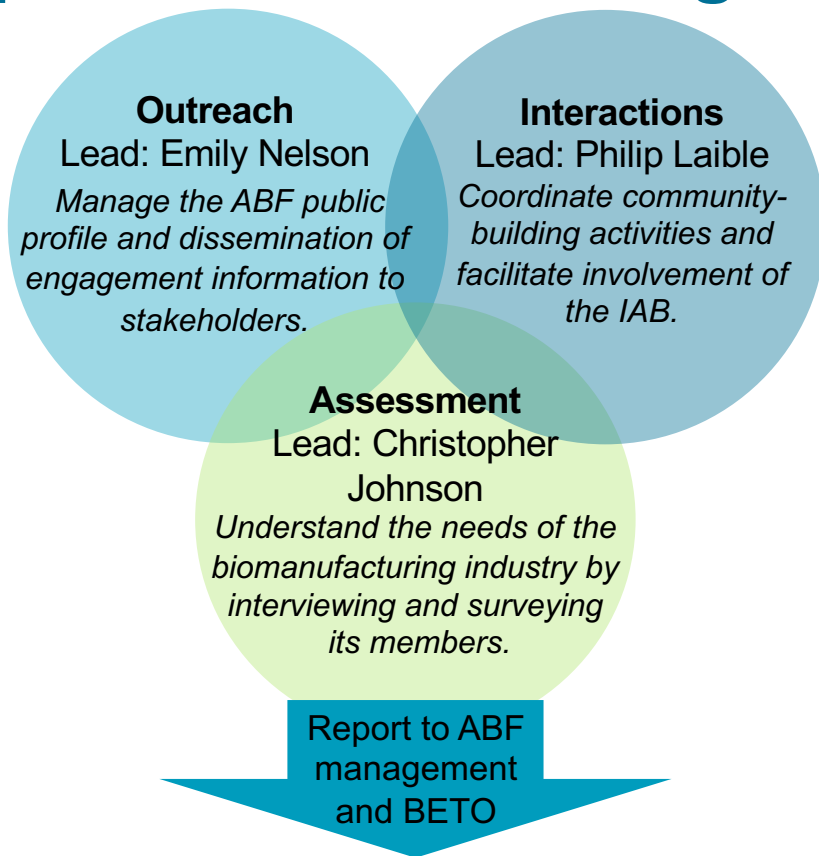 Outreach
Lead: Emily Nelson
Manage the ABF public
profile and dissemination of
engagement information to
stakeholders.
Interactions
Lead: Philip Laible
Coordinate community-
building activities and
facilitate involvement of
the IAB.
Assessment
Lead: Christopher
Johnson
Understand the needs of the
biomanufacturing industry by
interviewing and surveying
its members.
Report to ABF
management
and BETO